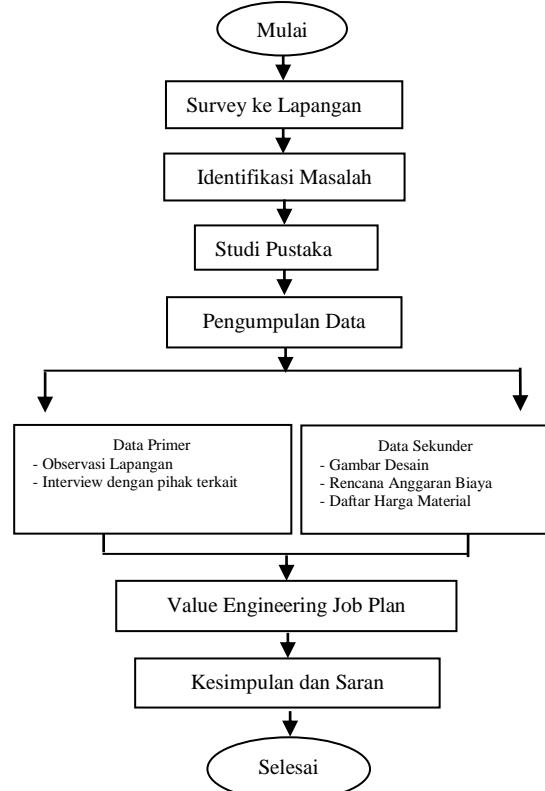 Mulai
Survey ke Lapangan
Identifikasi Masalah
Studi Pustaka
Pengumpulan Data
Data Primer
- Observasi Lapangan
- Interview dengan pihak terkait
Data Sekunder
- Gambar Desain
- Rencana Anggaran Biaya
- Daftar Harga Material
Value Engineering Job Plan
Kesimpulan dan Saran
Selesai